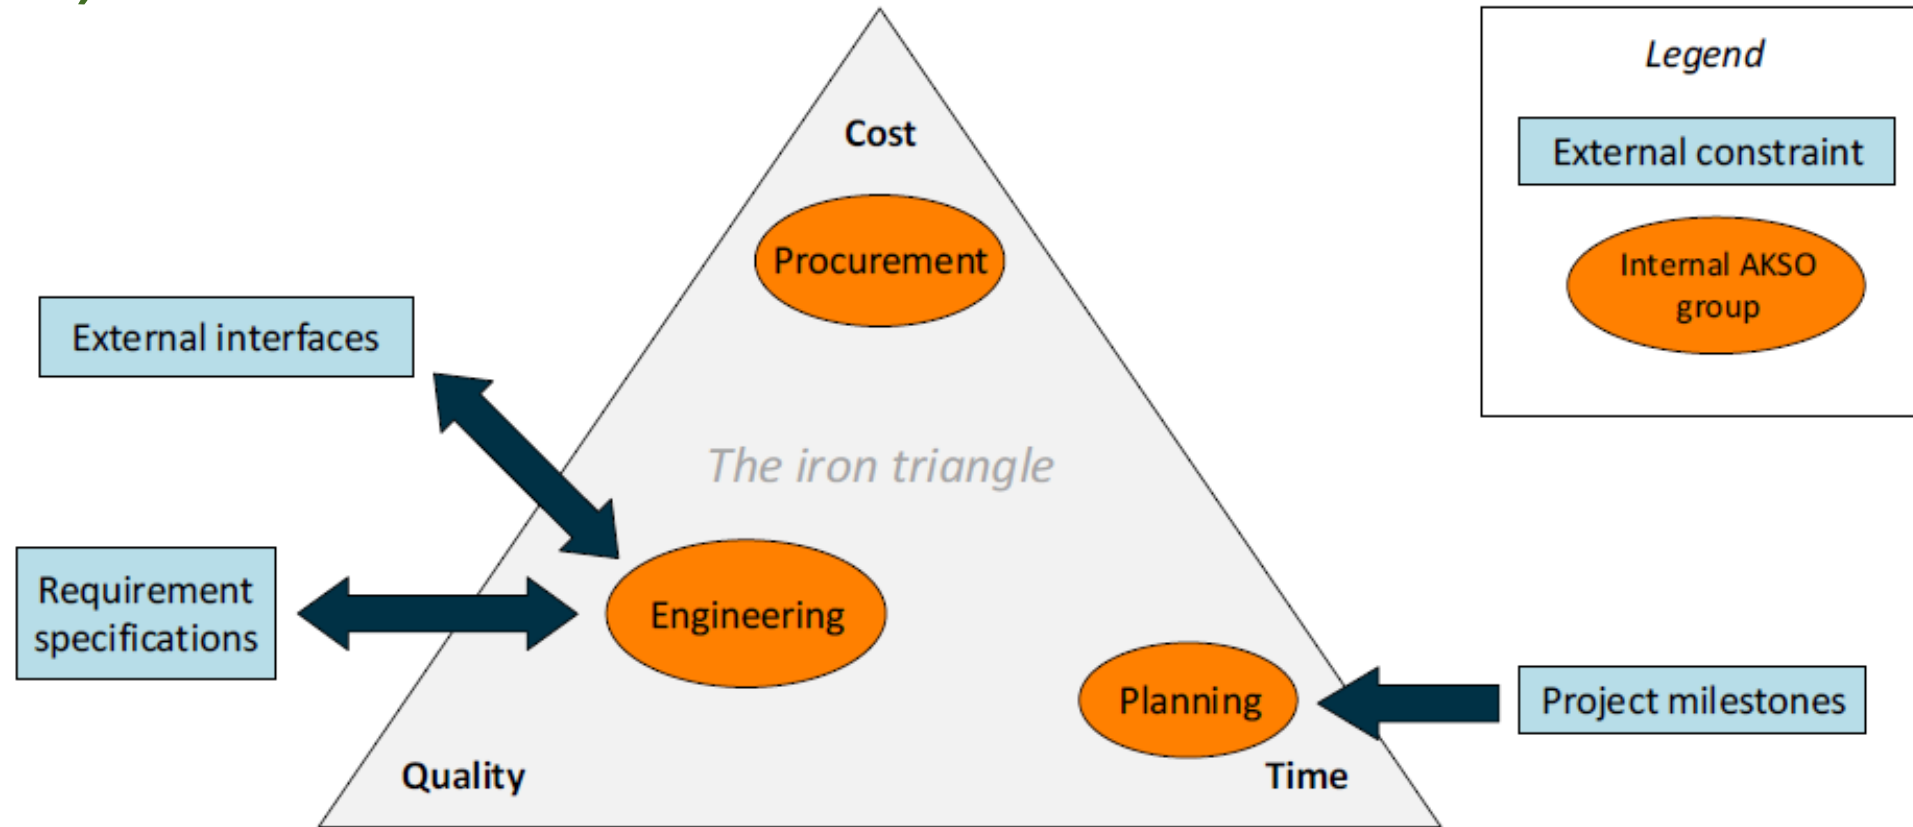 Cost
Procurement
Legend
External constraint
Internal AKSO
group
External interfaces
The iron triangle
Requirement
specifications
Engineering
Planning
Project milestones
Quality
Time